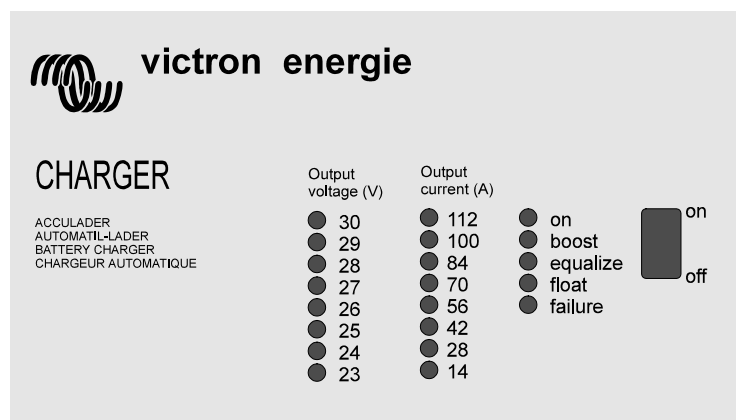 victron energie
CHARGER
ACCULADER
AUTOMATIL-LADER
BATTERY CHARGER
CHARGEUR AUTOMATIQUE
Output
voltage (V)
30
29
28
27
26
25
24
23
Output
current (A)
112
100
84
70
56
42
28
14
on
boost
equalize
float
failure
on
off